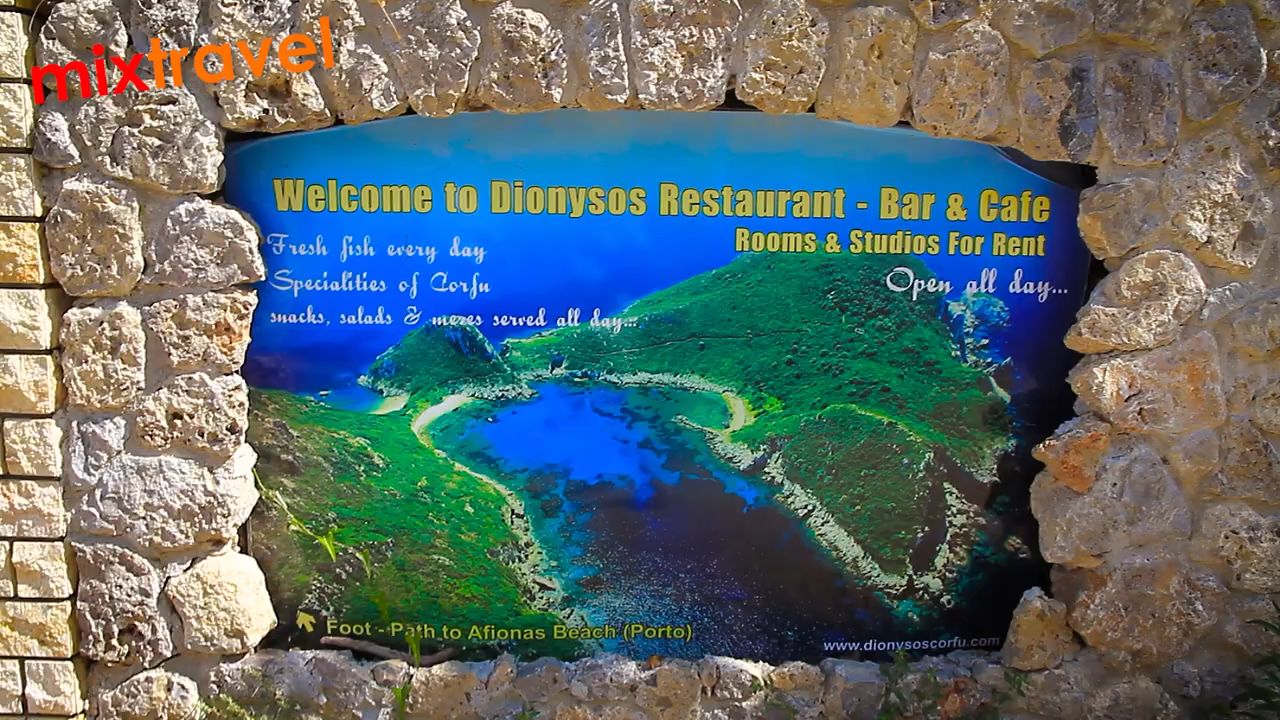 mixtravel
Welcome to Dionysos Restaurant - Bar & Cafe
Rooms & Studios For Rent
Fresh fish every day
Open all day...
Specialities of Corfu
snacks, salads & mezes served all day...
Foot - Path to Afionas Beach (Porto)
www.dionysoscorfu.com